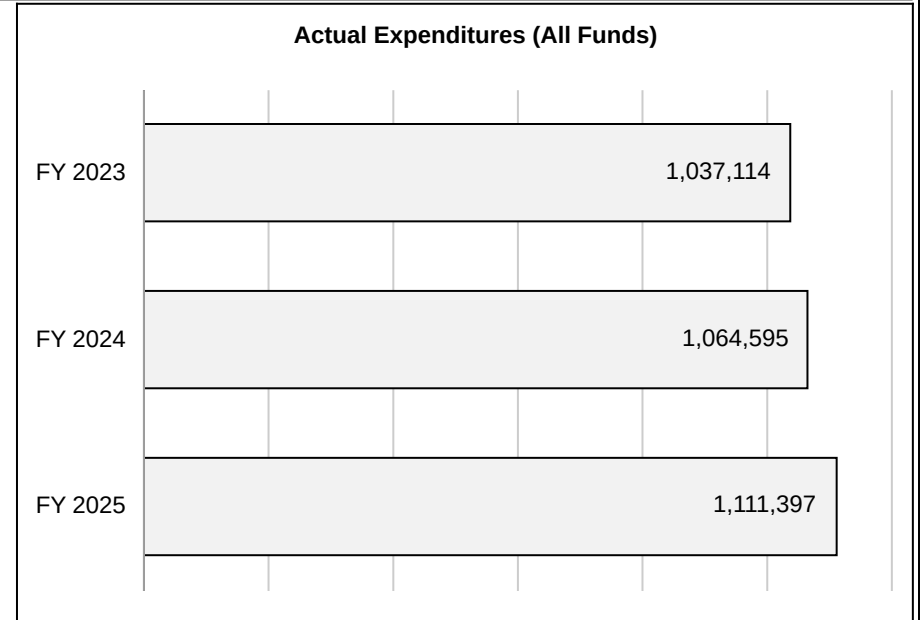 Actual Expenditures (All Funds)
FY 2023 1,037,114
FY 2024 1,064,595
FY 2025 1,111,397